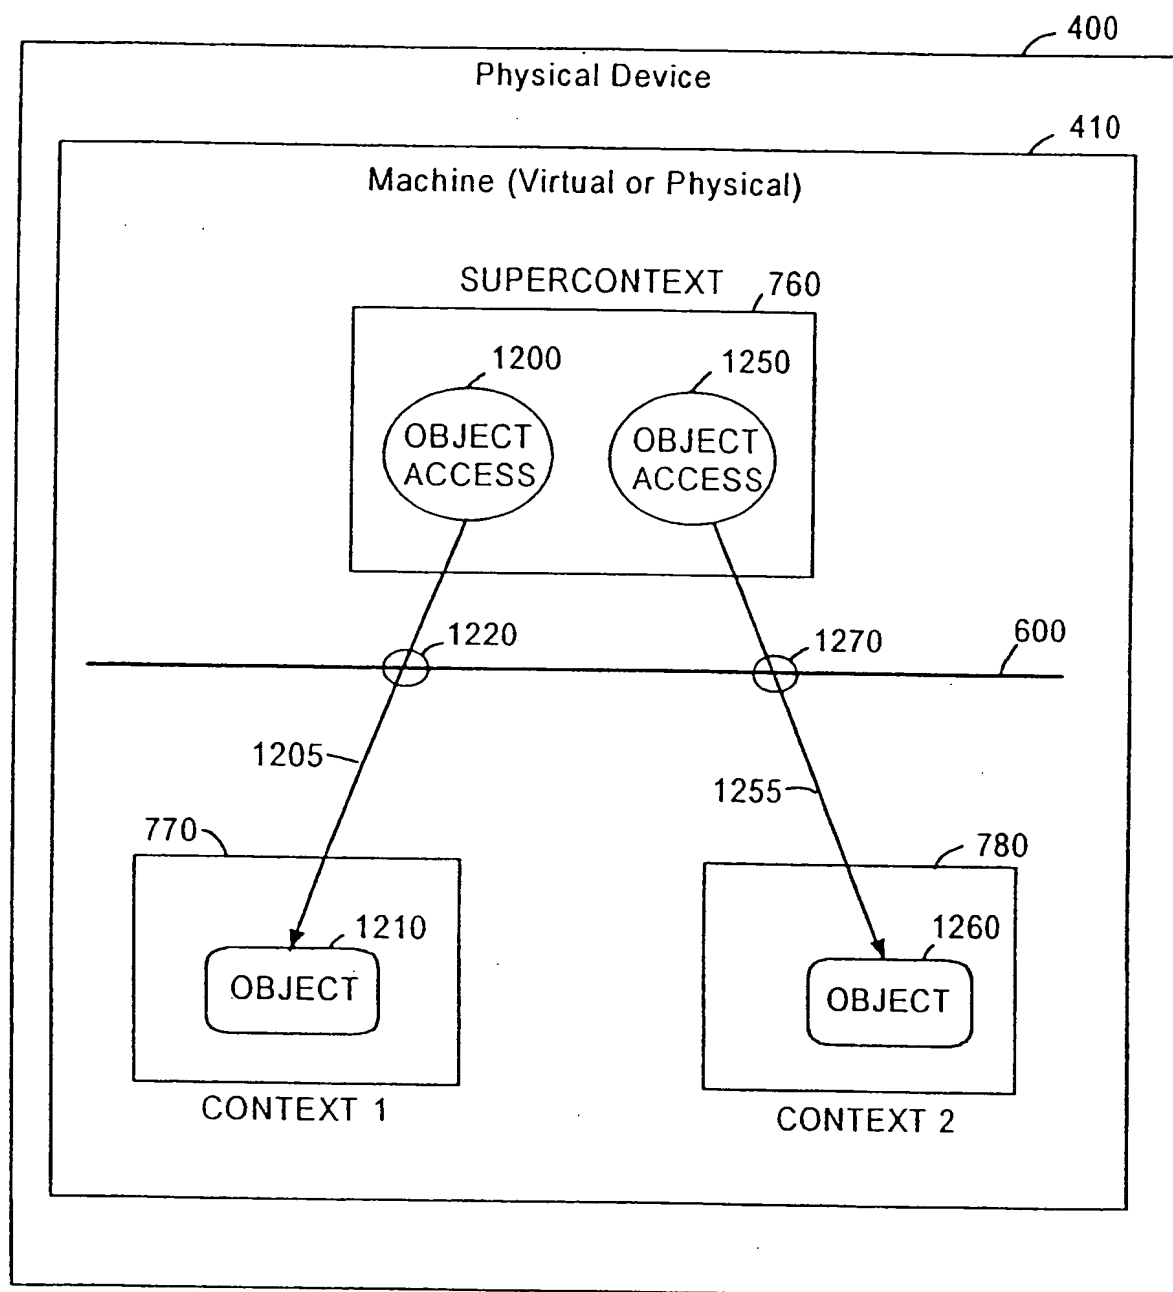 400
Physical Device
410
Machine (Virtual or Physical)
SUPERCONTEXT
760
1200
1250
OBJECT
ACCESS
OBJECT
ACCESS
1220
1270
600
1205
1255
770
780
1210
1260
OBJECT
OBJECT
CONTEXT 1
CONTEXT 2